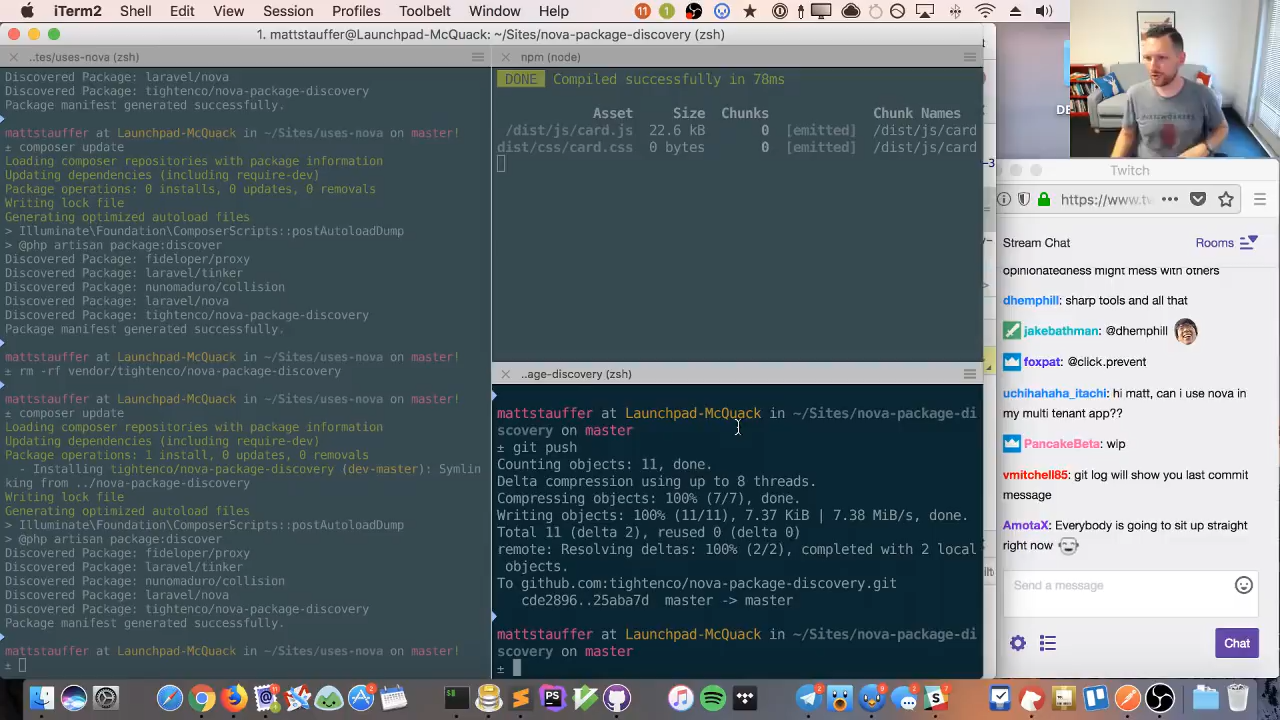 iTerm2 Shell Edit View Session Profiles Toolbelt Window Help
11 1
1. mattstauffer@Launchpad-McQuack: ~/Sites/nova-package-discovery (zsh)
..tes/uses-nova (zsh)
Discovered Package: laravel/nova
Discovered Package: tightenco/nova-package-discovery
Package manifest generated successfully.
mattstauffer at Launchpad-McQuack in ~/Sites/uses-nova on master!
± composer update
Loading composer repositories with package information
Updating dependencies (including require-dev)
Package operations: 0 installs, 0 updates, 0 removals
Writing lock file
Generating optimized autoload files
> Illuminate\Foundation\ComposerScripts::postAutoloadDump
> @php artisan package:discover
Discovered Package: fideloper/proxy
Discovered Package: laravel/tinker
Discovered Package: nunomaduro/collision
Discovered Package: laravel/nova
Discovered Package: tightenco/nova-package-discovery
Package manifest generated successfully.
mattstauffer at Launchpad-McQuack in ~/Sites/uses-nova on master!
± rm -rf vendor/tightenco/nova-package-discovery
mattstauffer at Launchpad-McQuack in ~/Sites/uses-nova on master!
± composer update
Loading composer repositories with package information
Updating dependencies (including require-dev)
Package operations: 1 install, 0 updates, 0 removals
- Installing tightenco/nova-package-discovery (dev-master): Symlin
king from ../nova-package-discovery
Writing lock file
Generating optimized autoload files
> Illuminate\Foundation\ComposerScripts::postAutoloadDump
> @php artisan package:discover
Discovered Package: fideloper/proxy
Discovered Package: laravel/tinker
Discovered Package: nunomaduro/collision
Discovered Package: laravel/nova
Discovered Package: tightenco/nova-package-discovery
Package manifest generated successfully.
mattstauffer at Launchpad-McQuack in ~/Sites/uses-nova on master!
±
npm (node)
DONE Compiled successfully in 78ms
Asset Size Chunks Chunk Names
/dist/js/card.js 22.6 kB 0 [emitted] /dist/js/card
dist/css/card.css 0 bytes 0 [emitted] /dist/js/card
..age-discovery (zsh)
mattstauffer at Launchpad-McQuack in ~/Sites/nova-package-di
scovery on master
± git push
Counting objects: 11, done.
Delta compression using up to 8 threads.
Compressing objects: 100% (7/7), done.
Writing objects: 100% (11/11), 7.37 KiB | 7.38 MiB/s, done.
Total 11 (delta 2), reused 0 (delta 0)
remote: Resolving deltas: 100% (2/2), completed with 2 local
objects.
To github.com:tightenco/nova-package-discovery.git
cde2896..25aba7d master -> master
mattstauffer at Launchpad-McQuack in ~/Sites/nova-package-di
scovery on master
±
DE
Twitch
https://www.tw
Stream Chat Rooms
opinionatedness might mess with others
dhemphill: sharp tools and all that
jakebathman: @dhemphill
foxpat: @click.prevent
uchihahaha_itachi: hi matt, can i use nova in
my multi tenant app??
PancakeBeta: wip
vmitchell85: git log will show you last commit
message
AmotaX: Everybody is going to sit up straight
right now
Send a message
Chat